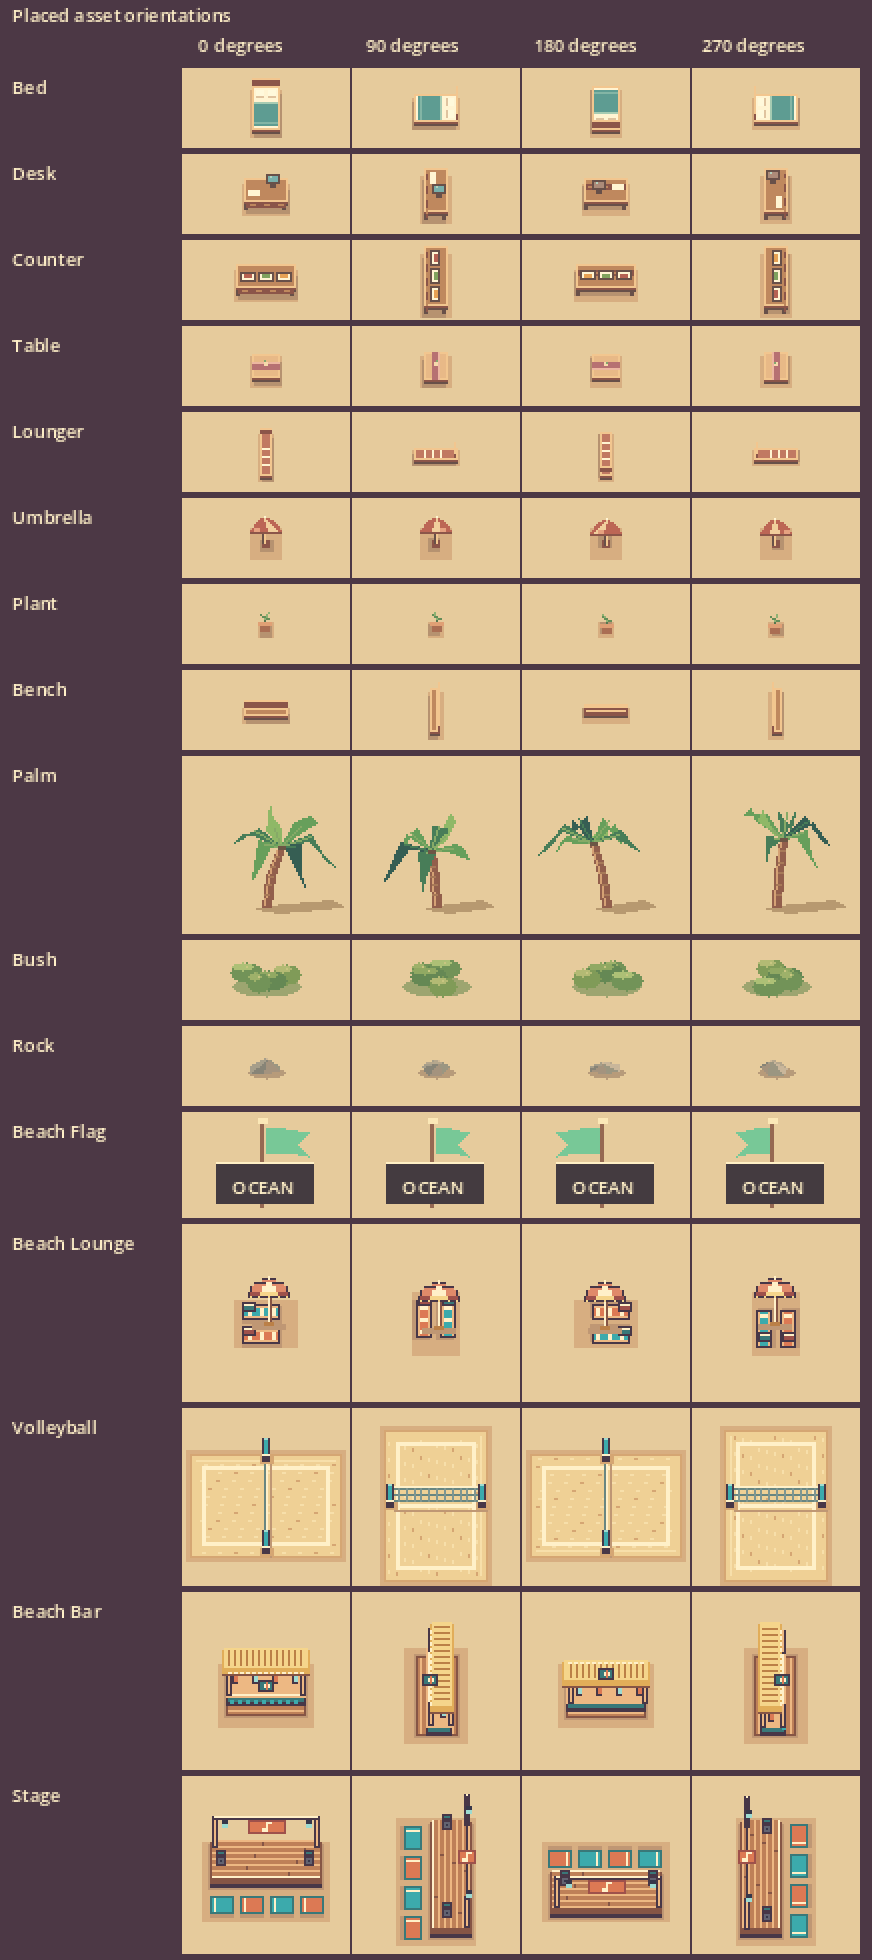 Placed asset orientations
0 degrees 90 degrees 180 degrees 270 degrees
Bed
Desk
Counter
Table
Lounger
Umbrella
Plant
Bench
Palm
Bush
Rock
Beach Flag
OCEAN OCEAN OCEAN OCEAN
Beach Lounge
Volleyball
Beach Bar
Stage